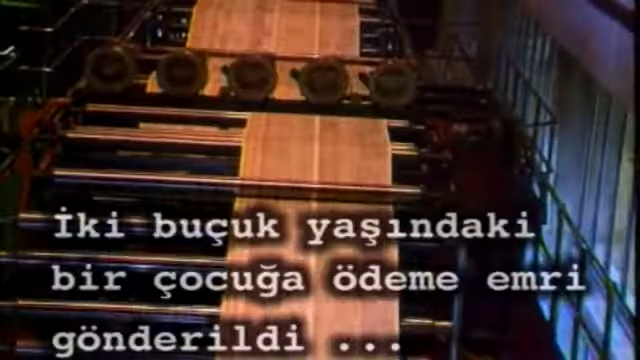 İki buçuk yaşındaki
bir çocuğa ödeme emri
gönderildi ...